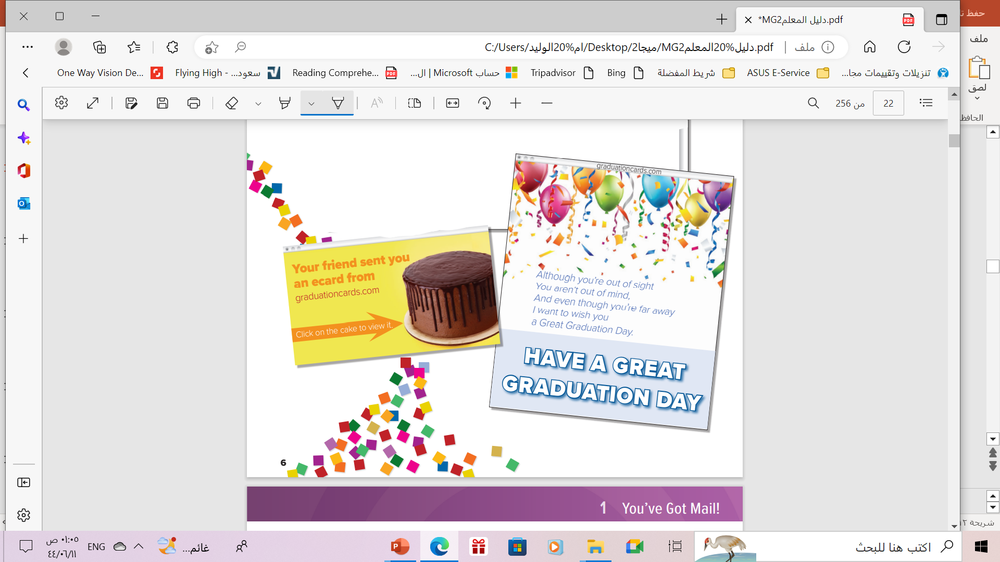 حفظ تا
دليل المعلم MG2.pdf*
ملف
C:/Users/ام%20الوليد/Desktop/ميجا2/MG2دليل%20المعلم.pdf
ملف
One Way Vision De...
Flying High - سعود...
Reading Comprehe...
حساب Microsoft | ال...
Tripadvisor
Bing
شريط المفضلة
ASUS E-Service
تنزيلات وتقييمات مجا...
لصق
من 256
22
الحافظ
graduationcards.com
Your friend sent you
an ecard from
graduationcards.com
Click on the cake to view it.
Although you're out of sight
You aren't out of mind,
And even though you're far away
I want to wish you
a Great Graduation Day.
HAVE A GREAT
GRADUATION DAY
6
1 You've Got Mail!
شريحة ١٢
٠١:٠٥ ص
٤٤/٠٦/١١
ENG
غائم...
اكتب هنا للبحث